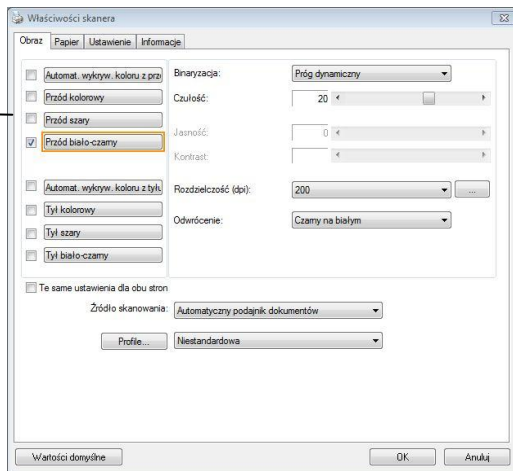 Właściwości skanera
Obraz Papier Ustawienie Informacje
Automat. wykryw. koloru z prze
Przód kolorowy
Przód szary
Przód biało-czarny
Automat. wykryw. koloru z tyłu
Tył kolorowy
Tył szary
Tył biało-czarny
Binaryzacja: Próg dynamiczny
Czułość: 20
Jasność: 0
Kontrast:
Rozdzielczość (dpi): 200 ...
Odwrócenie: Czarny na białym
Te same ustawienia dla obu stron
Źródło skanowania: Automatyczny podajnik dokumentów
Profile... Niestandardowa
Wartości domyślne OK Anuluj